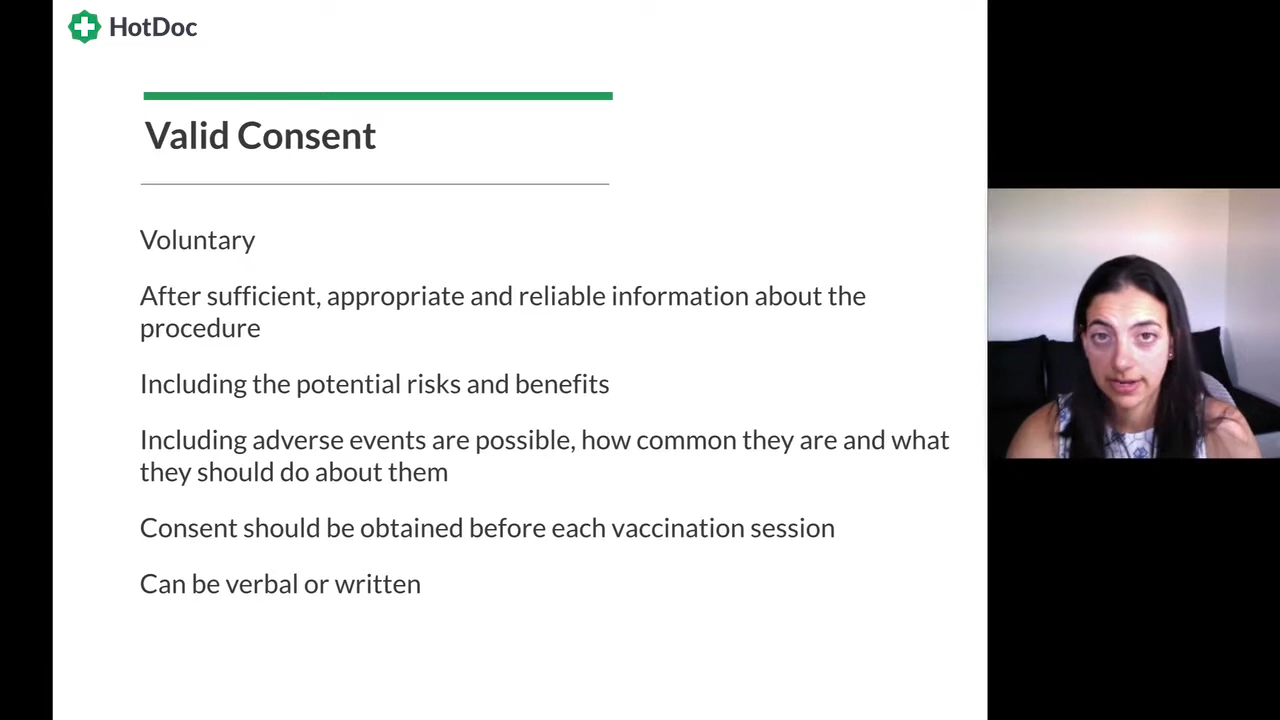 HotDoc
Valid Consent
Voluntary
After sufficient, appropriate and reliable information about the
procedure
Including the potential risks and benefits
Including adverse events are possible, how common they are and what
they should do about them
Consent should be obtained before each vaccination session
Can be verbal or written